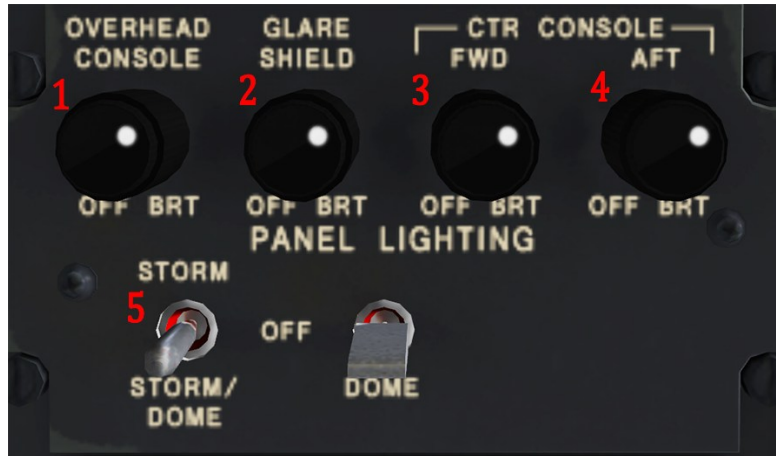 OVERHEAD GLARE CTR CONSOLE
CONSOLE SHIELD FWD AFT
1 2 3 4
OFF BRT OFF BRT OFF BRT OFF BRT
PANEL LIGHTING
STORM
5
OFF
STORM/ DOME
DOME